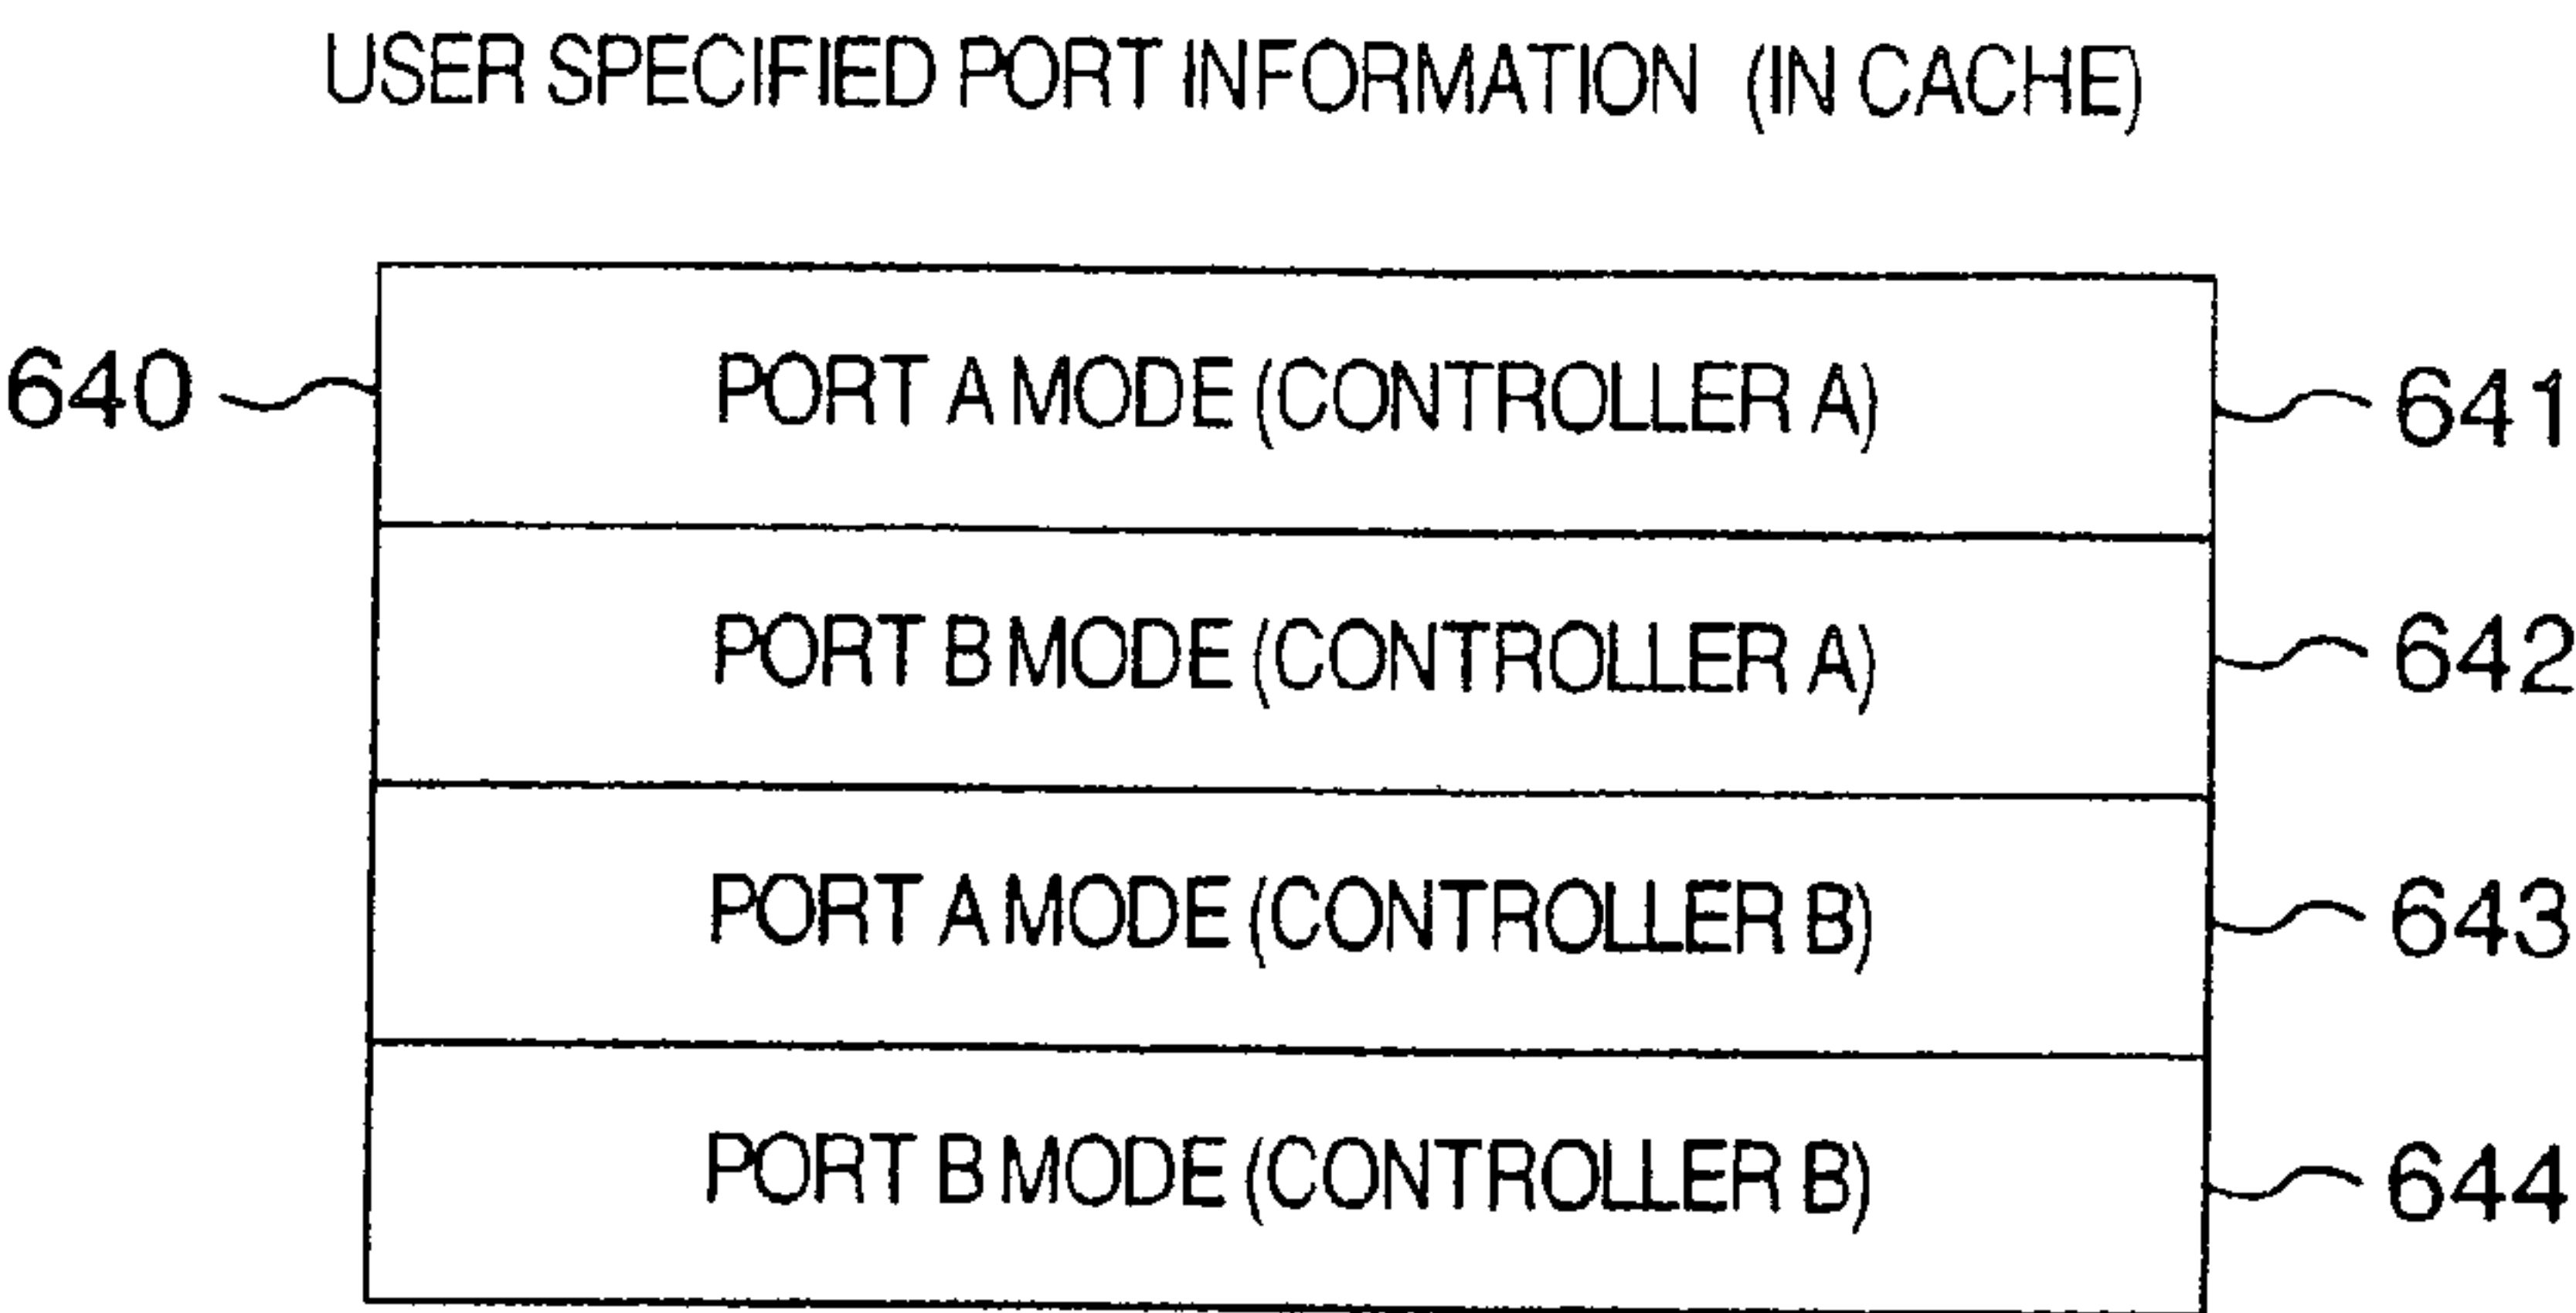 USER SPECIFIED PORT INFORMATION (IN CACHE)
640 PORT A MODE (CONTROLLER A) 641
PORT B MODE (CONTROLLER A) 642
PORT A MODE (CONTROLLER B) 643
PORT B MODE (CONTROLLER B) 644